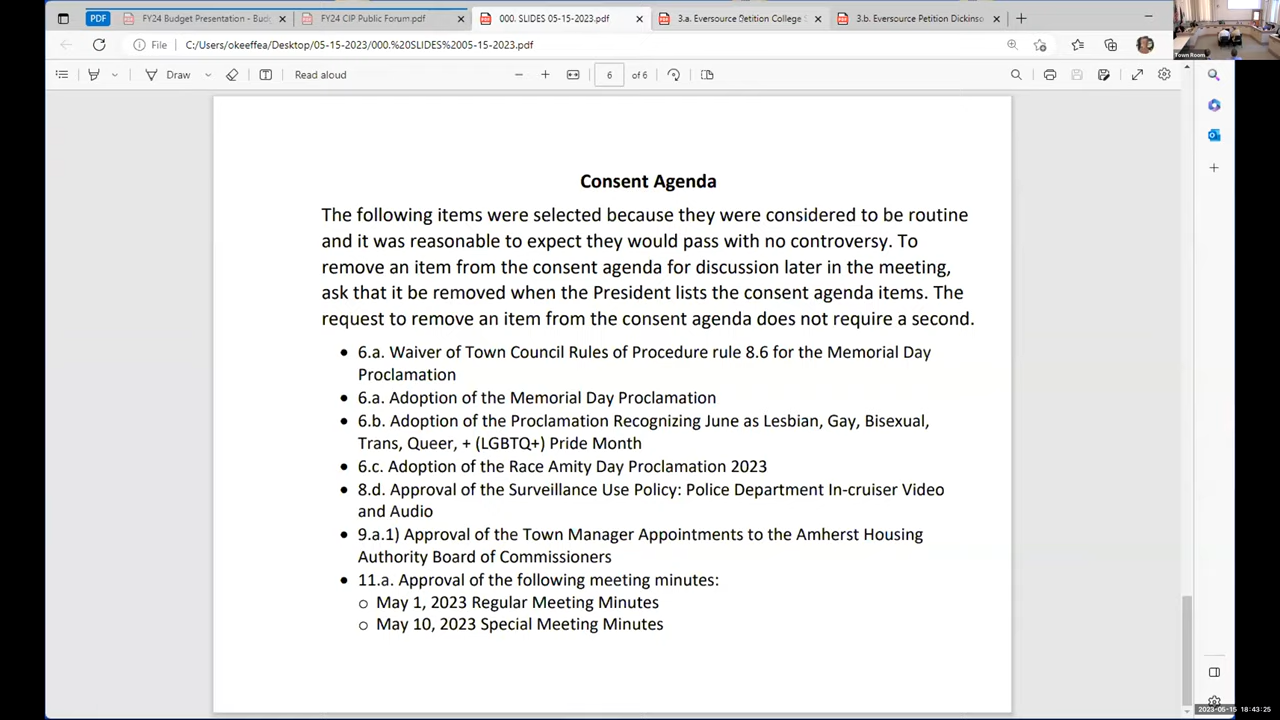 PDF
FY24 Budget Presentation - Bud
FY24 CIP Public Forum.pdf
000. SLIDES 05-15-2023.pdf
3.a. Eversource Petition College S
3.b. Eversource Petition Dickinso
Town Room
File
C:/Users/okeeffea/Desktop/05-15-2023/000.%20SLIDES%2005-15-2023.pdf
Draw
Read aloud
6
of 6
Consent Agenda
The following items were selected because they were considered to be routine
and it was reasonable to expect they would pass with no controversy. To
remove an item from the consent agenda for discussion later in the meeting,
ask that it be removed when the President lists the consent agenda items. The
request to remove an item from the consent agenda does not require a second.
• 6.a. Waiver of Town Council Rules of Procedure rule 8.6 for the Memorial Day
Proclamation
• 6.a. Adoption of the Memorial Day Proclamation
• 6.b. Adoption of the Proclamation Recognizing June as Lesbian, Gay, Bisexual,
Trans, Queer, + (LGBTQ+) Pride Month
• 6.c. Adoption of the Race Amity Day Proclamation 2023
• 8.d. Approval of the Surveillance Use Policy: Police Department In-cruiser Video
and Audio
• 9.a.1) Approval of the Town Manager Appointments to the Amherst Housing
Authority Board of Commissioners
• 11.a. Approval of the following meeting minutes:
o May 1, 2023 Regular Meeting Minutes
o May 10, 2023 Special Meeting Minutes
2023-05-15 18:43:25